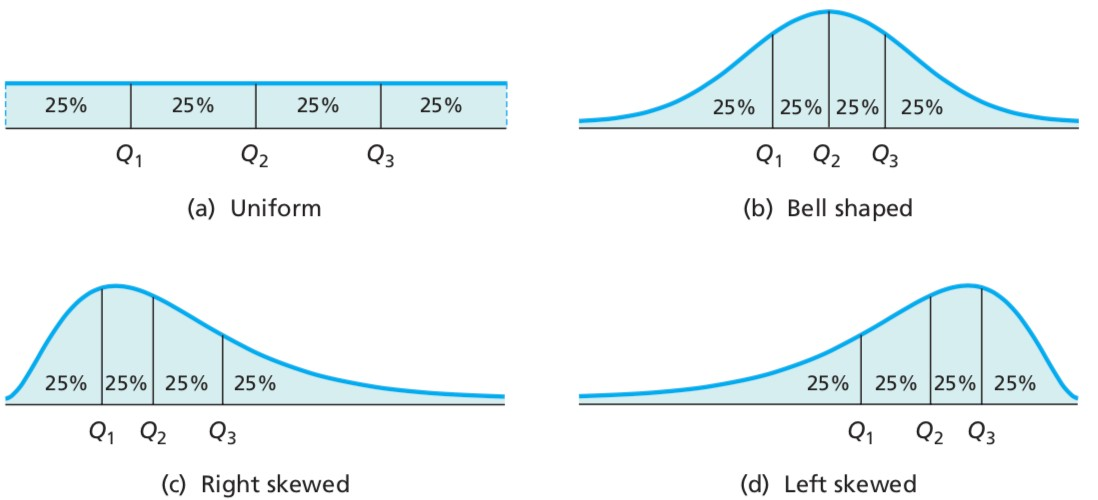 25% 25% 25% 25%
Q1 Q2 Q3
(a) Uniform
25% 25% 25% 25%
Q1 Q2 Q3
(b) Bell shaped
25% 25% 25% 25%
Q1 Q2 Q3
(c) Right skewed
25% 25% 25% 25%
Q1 Q2 Q3
(d) Left skewed